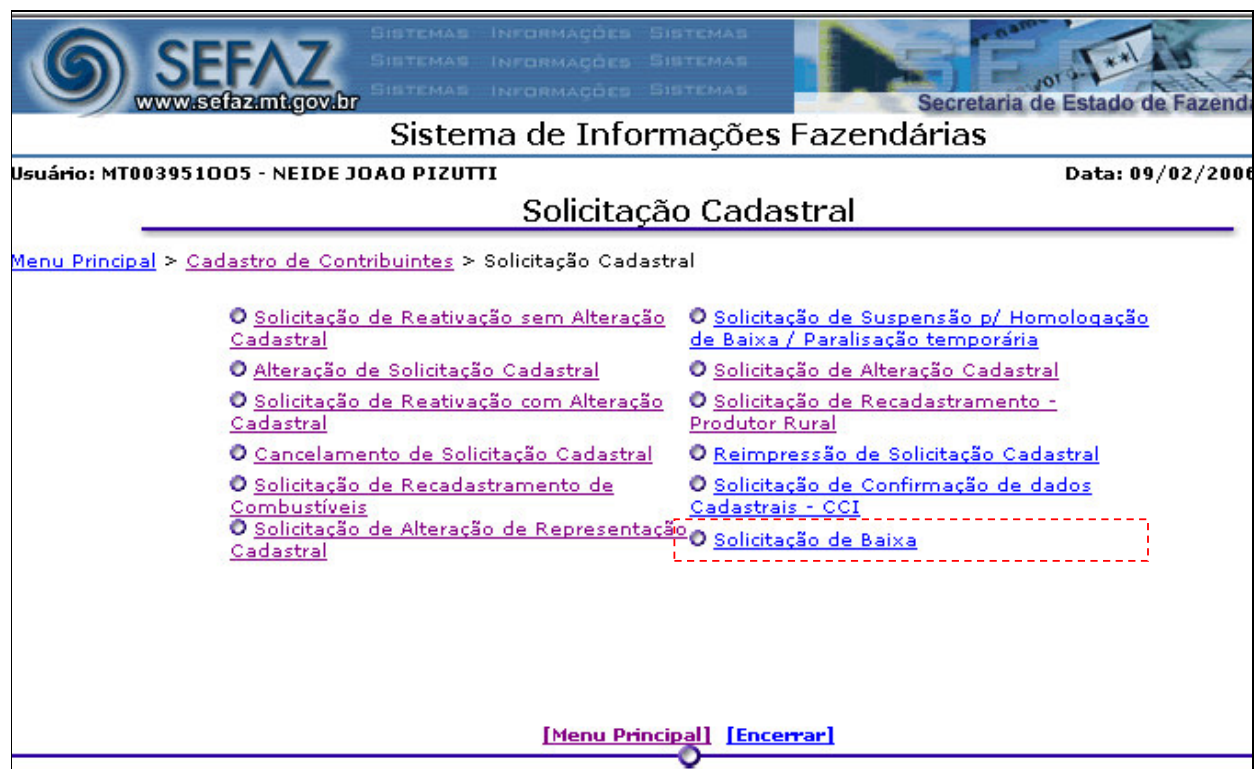 SEFAZ
www.sefaz.mt.gov.br
SISTEMAS INFORMAÇÕES SISTEMAS
SISTEMAS INFORMAÇÕES SISTEMAS
SISTEMAS INFORMAÇÕES SISTEMAS
SEFAZ
Secretaria de Estado de Fazend
Sistema de Informações Fazendárias
Usuário: MT003951OO5 - NEIDE JOAO PIZUTTI
Data: 09/02/2006
Solicitação Cadastral
Menu Principal > Cadastro de Contribuintes > Solicitação Cadastral
Solicitação de Reativação sem Alteração
Cadastral
Solicitação de Suspensão p/ Homologação
de Baixa / Paralisação temporária
Alteração de Solicitação Cadastral
Solicitação de Alteração Cadastral
Solicitação de Reativação com Alteração
Cadastral
Solicitação de Recadastramento -
Produtor Rural
Cancelamento de Solicitação Cadastral
Reimpressão de Solicitação Cadastral
Solicitação de Recadastramento de
Combustíveis
Solicitação de Confirmação de dados
Cadastrais - CCI
Solicitação de Alteração de Representação
Cadastral
Solicitação de Baixa
[Menu Principal] [Encerrar]